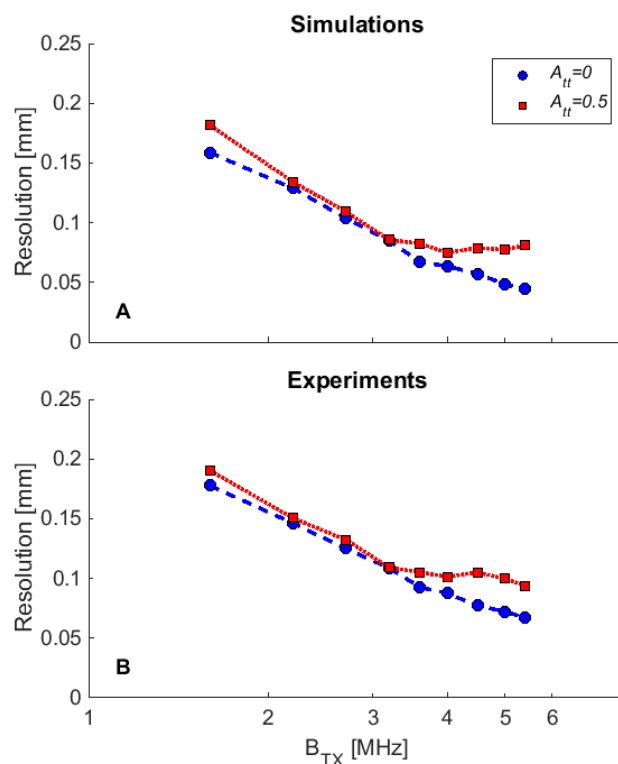 Simulations
0.25
0.2
0.15
0.1
0.05
0
Resolution [mm]
A_tt=0
A_tt=0.5
A
Experiments
0.25
0.2
0.15
0.1
0.05
0
Resolution [mm]
B
1 2 3 4 5 6
B_TX [MHz]